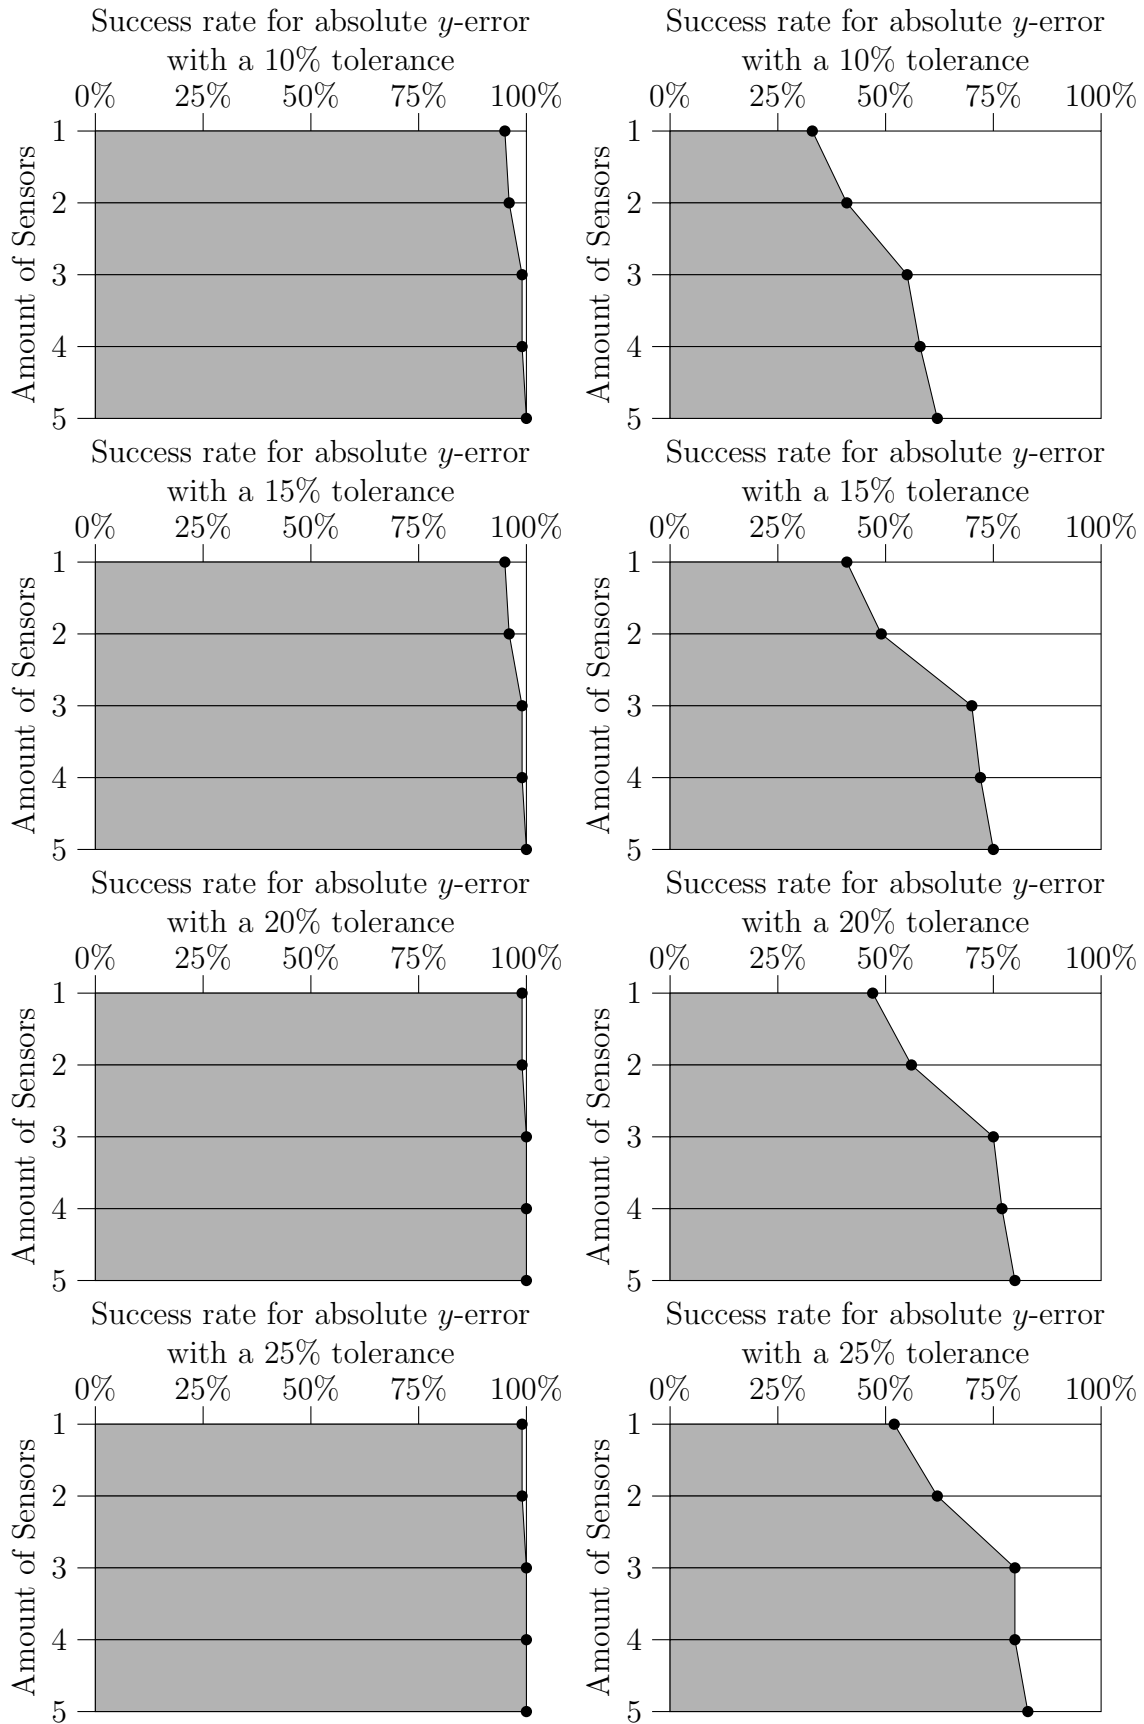 Success rate for absolute y-error
with a 10% tolerance
0% 25% 50% 75% 100%
Amount of Sensors
1
2
3
4
5
Success rate for absolute y-error
with a 10% tolerance
0% 25% 50% 75% 100%
Amount of Sensors
1
2
3
4
5
Success rate for absolute y-error
with a 15% tolerance
0% 25% 50% 75% 100%
Amount of Sensors
1
2
3
4
5
Success rate for absolute y-error
with a 15% tolerance
0% 25% 50% 75% 100%
Amount of Sensors
1
2
3
4
5
Success rate for absolute y-error
with a 20% tolerance
0% 25% 50% 75% 100%
Amount of Sensors
1
2
3
4
5
Success rate for absolute y-error
with a 20% tolerance
0% 25% 50% 75% 100%
Amount of Sensors
1
2
3
4
5
Success rate for absolute y-error
with a 25% tolerance
0% 25% 50% 75% 100%
Amount of Sensors
1
2
3
4
5
Success rate for absolute y-error
with a 25% tolerance
0% 25% 50% 75% 100%
Amount of Sensors
1
2
3
4
5